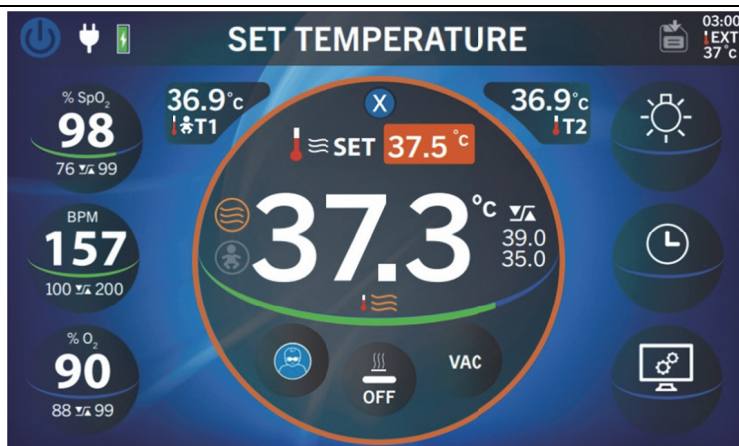 SET TEMPERATURE
03:00
EXT
37 °c
% SpO₂
98
76 99
36.9°c
T1
X
36.9°c
T2
SET 37.5 °c
BPM
157
100 200
37.3 °c
39.0
35.0
% O₂
90
88 99
OFF
VAC